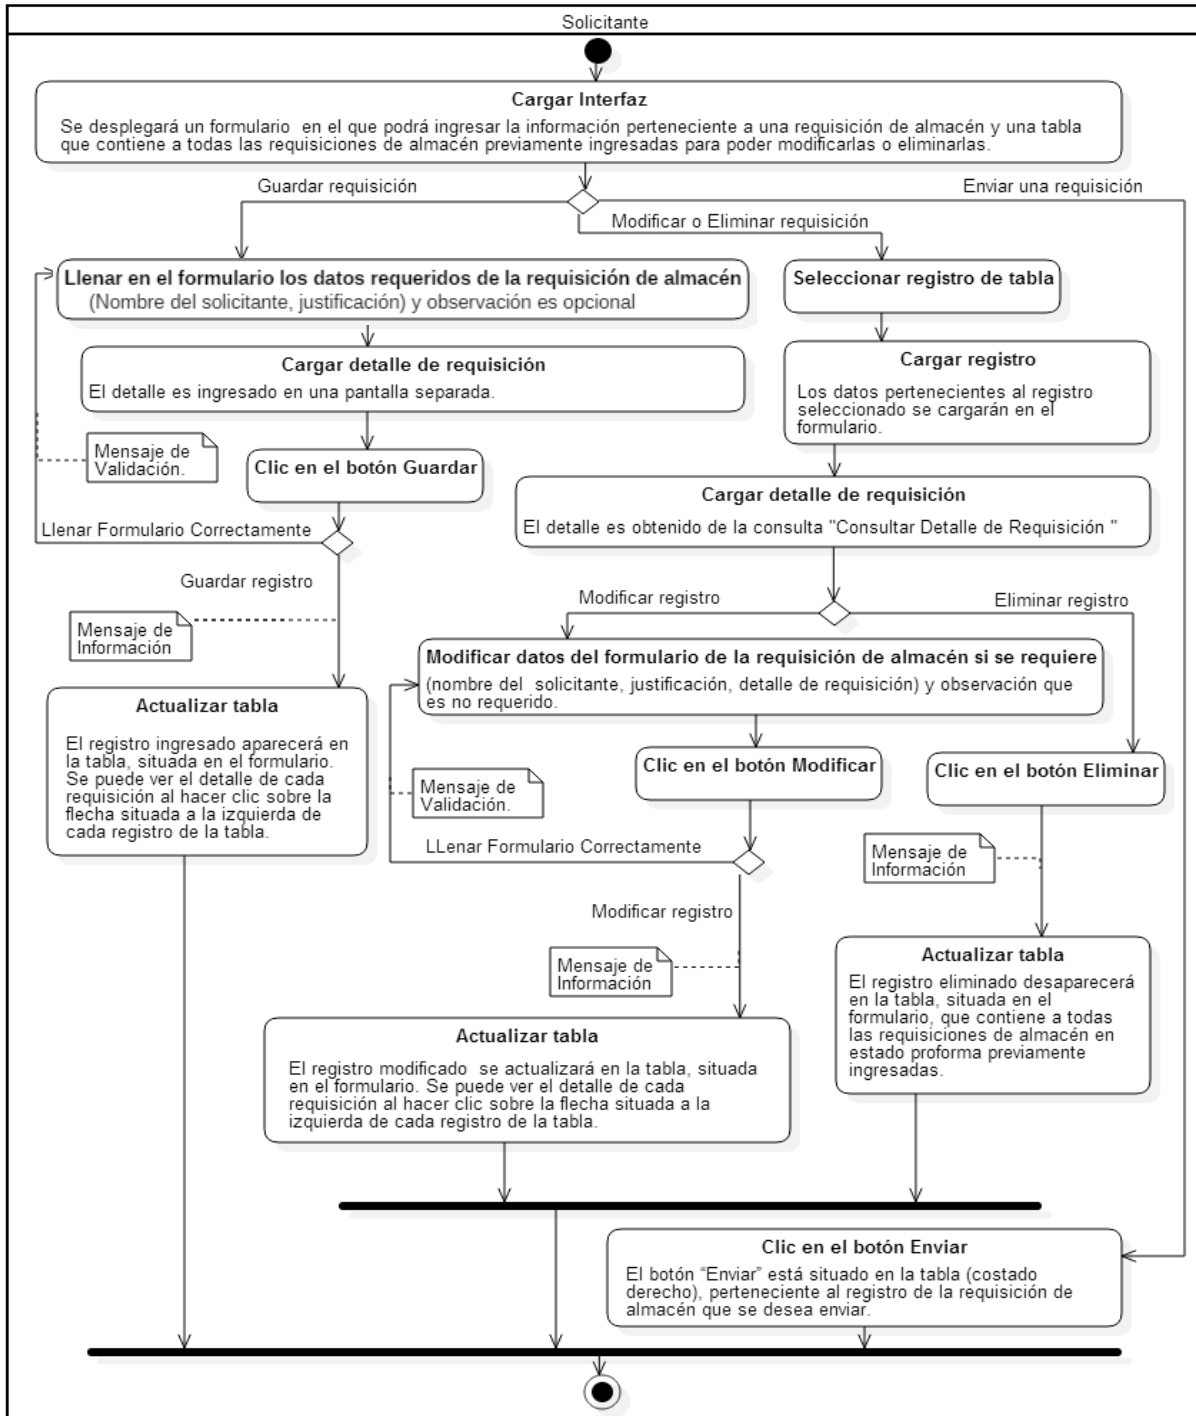 Solicitante
Cargar Interfaz
Se desplegará un formulario en el que podrá ingresar la información perteneciente a una requisición de almacén y una tabla
que contiene a todas las requisiciones de almacén previamente ingresadas para poder modificarlas o eliminarlas.
Guardar requisición
Enviar una requisición
Modificar o Eliminar requisición
Llenar en el formulario los datos requeridos de la requisición de almacén
(Nombre del solicitante, justificación) y observación es opcional
Seleccionar registro de tabla
Cargar detalle de requisición
El detalle es ingresado en una pantalla separada.
Cargar registro
Los datos pertenecientes al registro
seleccionado se cargarán en el
formulario.
Mensaje de
Validación.
Clic en el botón Guardar
Cargar detalle de requisición
El detalle es obtenido de la consulta "Consultar Detalle de Requisición "
Llenar Formulario Correctamente
Guardar registro
Modificar registro
Eliminar registro
Mensaje de
Información
Modificar datos del formulario de la requisición de almacén si se requiere
(nombre del solicitante, justificación, detalle de requisición) y observación que
es no requerido.
Actualizar tabla
El registro ingresado aparecerá en
la tabla, situada en el formulario.
Se puede ver el detalle de cada
requisición al hacer clic sobre la
flecha situada a la izquierda de
cada registro de la tabla.
Clic en el botón Modificar
Clic en el botón Eliminar
Mensaje de
Validación.
LLenar Formulario Correctamente
Mensaje de
Información
Modificar registro
Mensaje de
Información
Actualizar tabla
El registro eliminado desaparecerá
en la tabla, situada en el
formulario, que contiene a todas
las requisiciones de almacén en
estado proforma previamente
ingresadas.
Actualizar tabla
El registro modificado se actualizará en la tabla, situada
en el formulario. Se puede ver el detalle de cada
requisición al hacer clic sobre la flecha situada a la
izquierda de cada registro de la tabla.
Clic en el botón Enviar
El botón “Enviar” está situado en la tabla (costado
derecho), perteneciente al registro de la requisición de
almacén que se desea enviar.